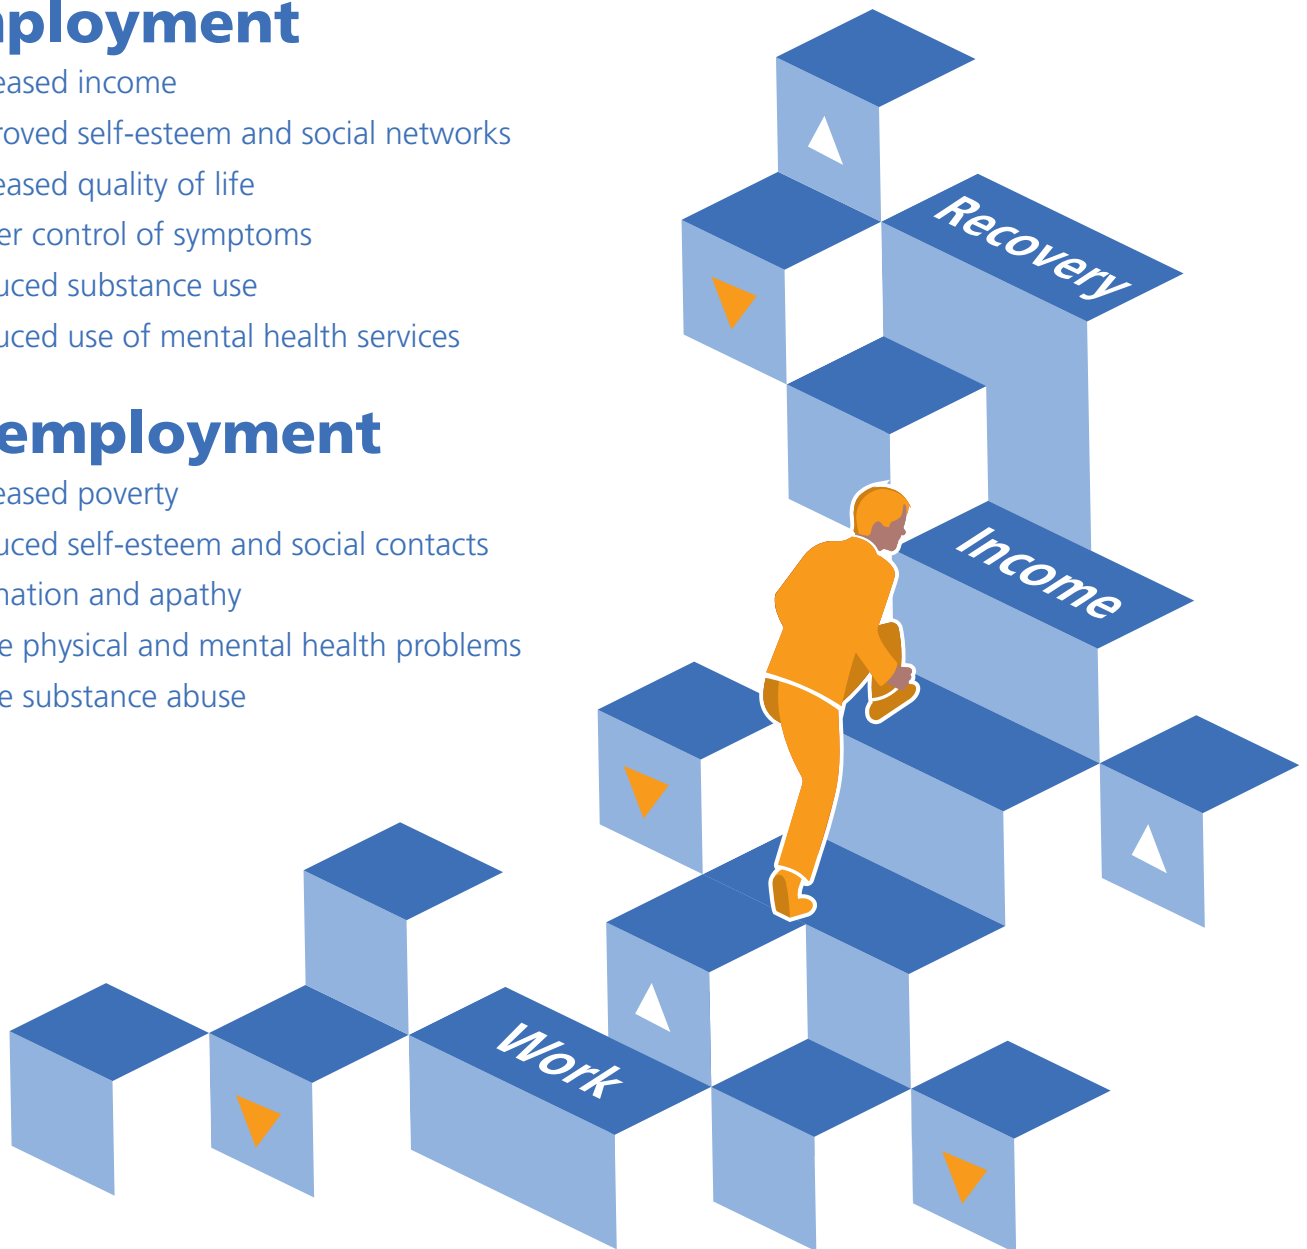 ployment
eased income
roved self-esteem and social networks
eased quality of life
er control of symptoms
uced substance use
uced use of mental health services
employment
eased poverty
uced self-esteem and social contacts
nation and apathy
e physical and mental health problems
e substance abuse
Recovery
Income
Work